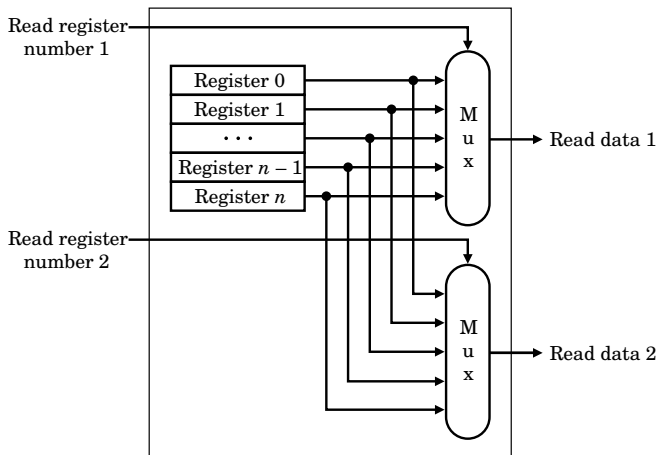 Read register
number 1
Register 0
Register 1
· · ·
Register n – 1
Register n
M
u
x
Read data 1
Read register
number 2
M
u
x
Read data 2